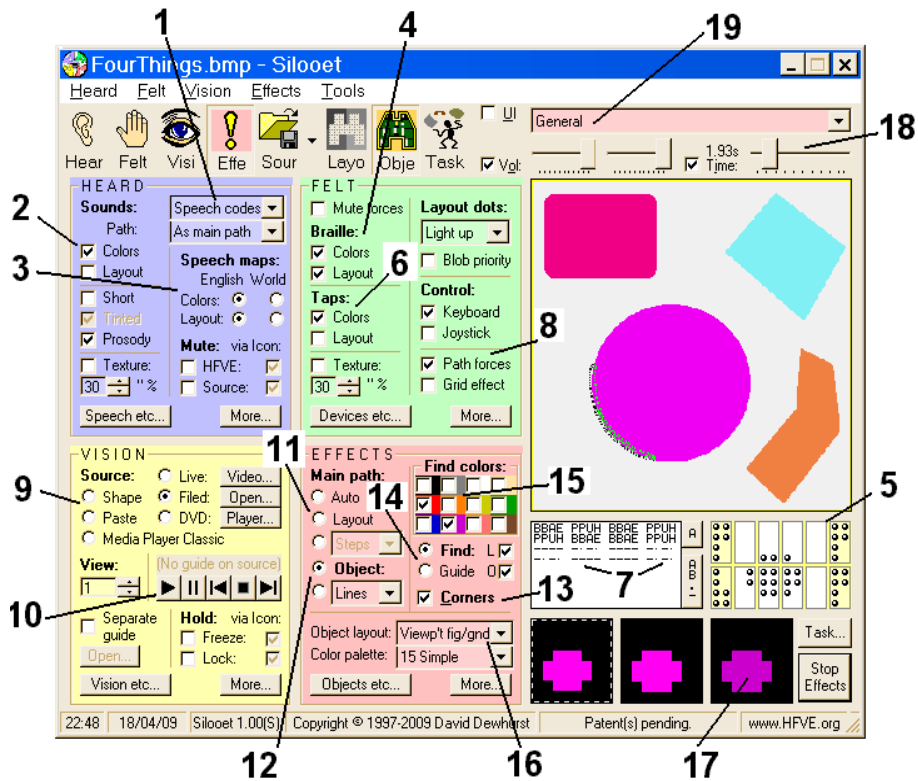 1
4
19
FourThings.bmp - Silooet
Heard Felt Vision Effects Tools
UI
General
18
Hear Felt Visi Effe Sour Layo Obje Task
Vol:
1.93s
Time:
HEARD
Sounds: Speech codes
Path: As main path
2
Colors
Layout
3
Speech maps:
English World
Short
Colors:
Tinted
Layout:
Prosody
Mute: via Icon:
Texture:
HFVE:
30 "%
Source:
Speech etc... More...
FELT
Mute forces
Layout dots:
Braille:
Light up
Colors
Layout
6
Blob priority
Taps:
Control:
Colors
Keyboard
Layout
Joystick
8
Texture:
Path forces
30 "%
Grid effect
Devices etc... More...
VISION
Source: Live: Video...
9
Shape Filed: Open...
Paste DVD: Player...
Media Player Classic
View: (No guide on source)
1
10
Separate guide
Hold: via Icon:
Freeze:
Open...
Lock:
Vision etc... More...
EFFECTS
11
Main path:
Find colors:
Auto
14
15
Layout
Steps
Find: L
Object:
Guide O
Lines
Corners
13
Object layout: Viewp't fig/gnd
Color palette: 15 Simple
Objects etc... More...
5
BBAE PPUH BBAE PPUH
PPUH BBAE PPUH BBAE
---- ---- ---- ----
---- ---- ---- ----
7
A
AB
-
Task...
Stop Effects
22:48 18/04/09 Silooet 1.00(S) Copyright © 1997-2009 David Dewhurst Patent(s) pending. www.HFVE.org
12
16
17